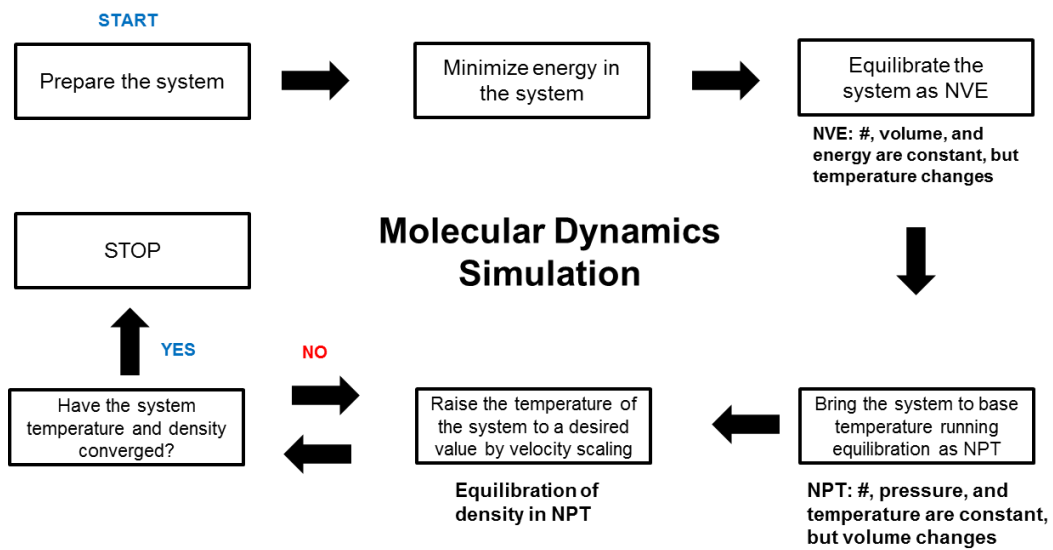 START
Prepare the system
Minimize energy in
the system
Equilibrate the
system as NVE
NVE: #, volume, and
energy are constant, but
temperature changes
STOP
Molecular Dynamics
Simulation
YES
NO
Have the system
temperature and density
converged?
Raise the temperature of
the system to a desired
value by velocity scaling
Equilibration of
density in NPT
Bring the system to base
temperature running
equilibration as NPT
NPT: #, pressure, and
temperature are constant,
but volume changes